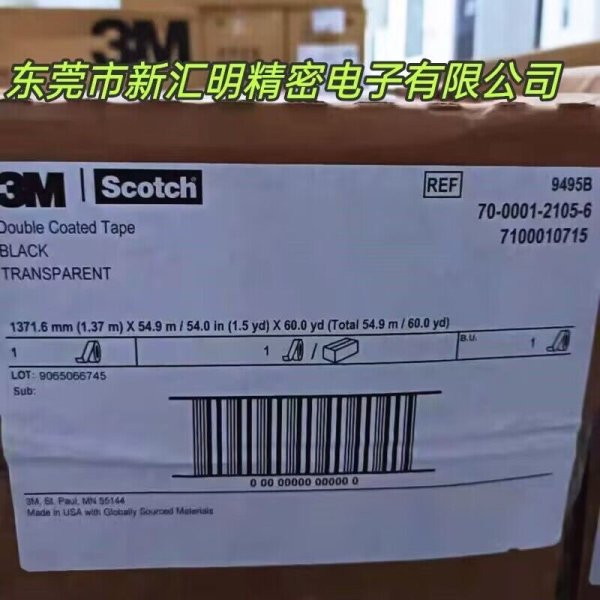 3M
东莞市新汇明精密电子有限公司
3M | Scotch
REF
9495B
Double Coated Tape
70-0001-2105-6
BLACK
7100010715
TRANSPARENT
1371.6 mm (1.37 m) X 54.9 m / 54.0 in (1.5 yd) X 60.0 yd (Total 54.9 m / 60.0 yd)
1
1 /
B.U. 1
LOT: 9065066745
Sub:
0 00 00000 00000 0
3M, St. Paul, MN 55144
Made in USA with Globally Sourced Materials